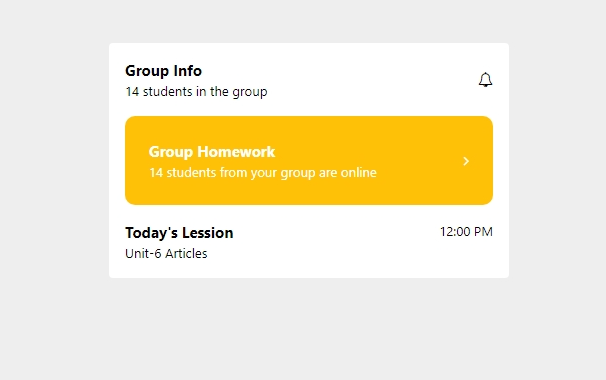 Group Info
14 students in the group
Group Homework
14 students from your group are online
Today's Lession
12:00 PM
Unit-6 Articles